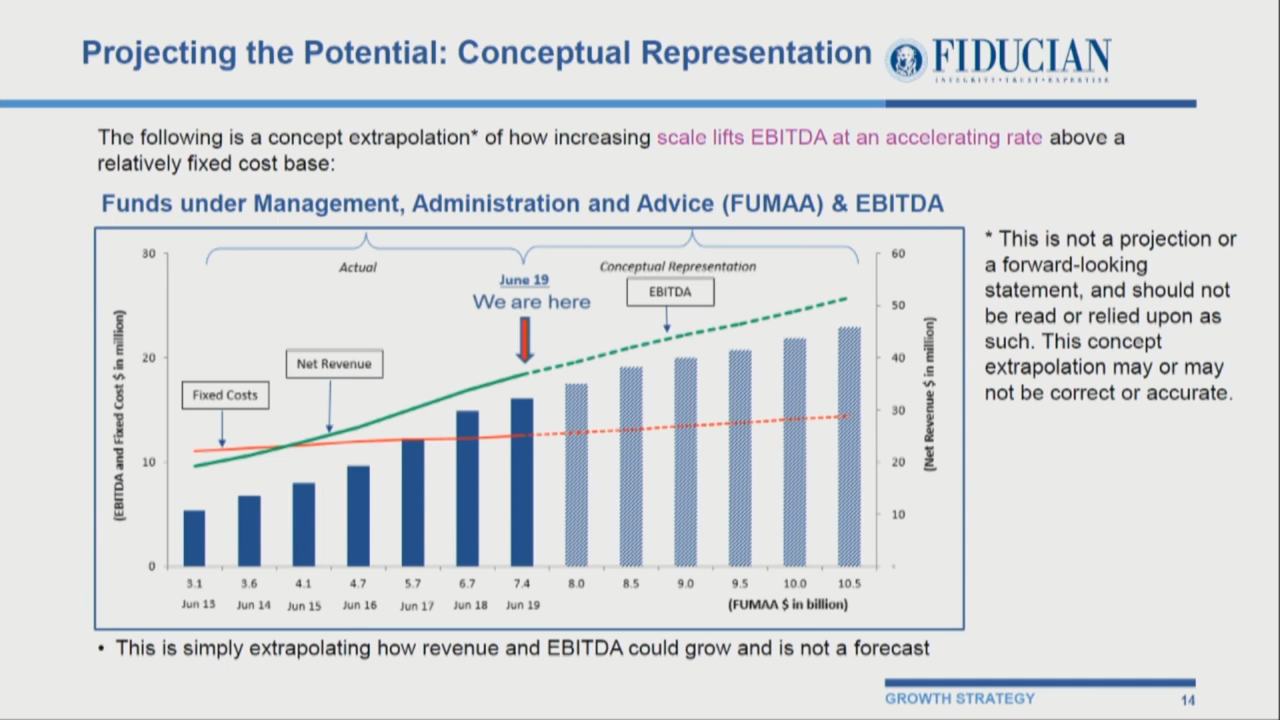 Projecting the Potential: Conceptual Representation
FIDUCIAN
INTEGRITY • TRUST • EXPERTISE
The following is a concept extrapolation* of how increasing scale lifts EBITDA at an accelerating rate above a
relatively fixed cost base:
Funds under Management, Administration and Advice (FUMAA) & EBITDA
* This is not a projection or
a forward-looking
statement, and should not
be read or relied upon as
such. This concept
extrapolation may or may
not be correct or accurate.
30
20
10
0
(EBITDA and Fixed Cost $ in million)
Actual
Conceptual Representation
June 19
We are here
EBITDA
Net Revenue
Fixed Costs
60
50
40
30
20
10
-
(Net Revenue $ in million)
3.1 3.6 4.1 4.7 5.7 6.7 7.4 8.0 8.5 9.0 9.5 10.0 10.5
Jun 13 Jun 14 Jun 15 Jun 16 Jun 17 Jun 18 Jun 19 (FUMAA $ in billion)
• This is simply extrapolating how revenue and EBITDA could grow and is not a forecast
GROWTH STRATEGY 14